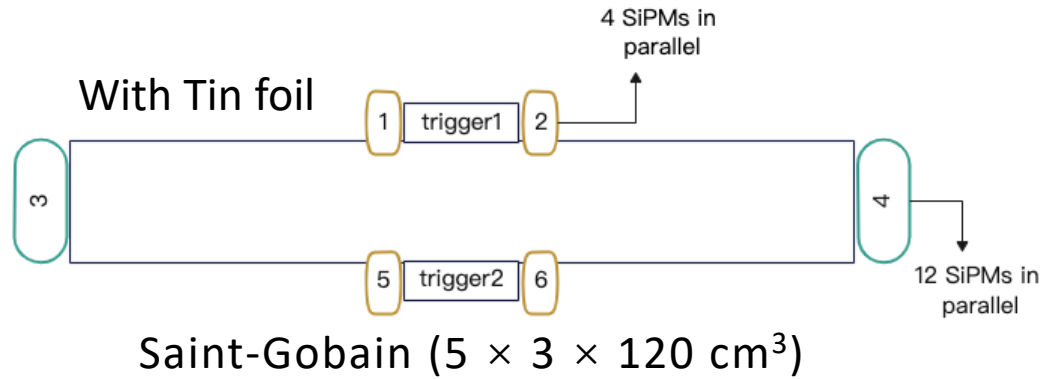 4 SiPMs in
parallel
With Tin foil
1 trigger1 2
3
4
5 trigger2 6
12 SiPMs in
parallel
Saint-Gobain (5 × 3 × 120 cm³)